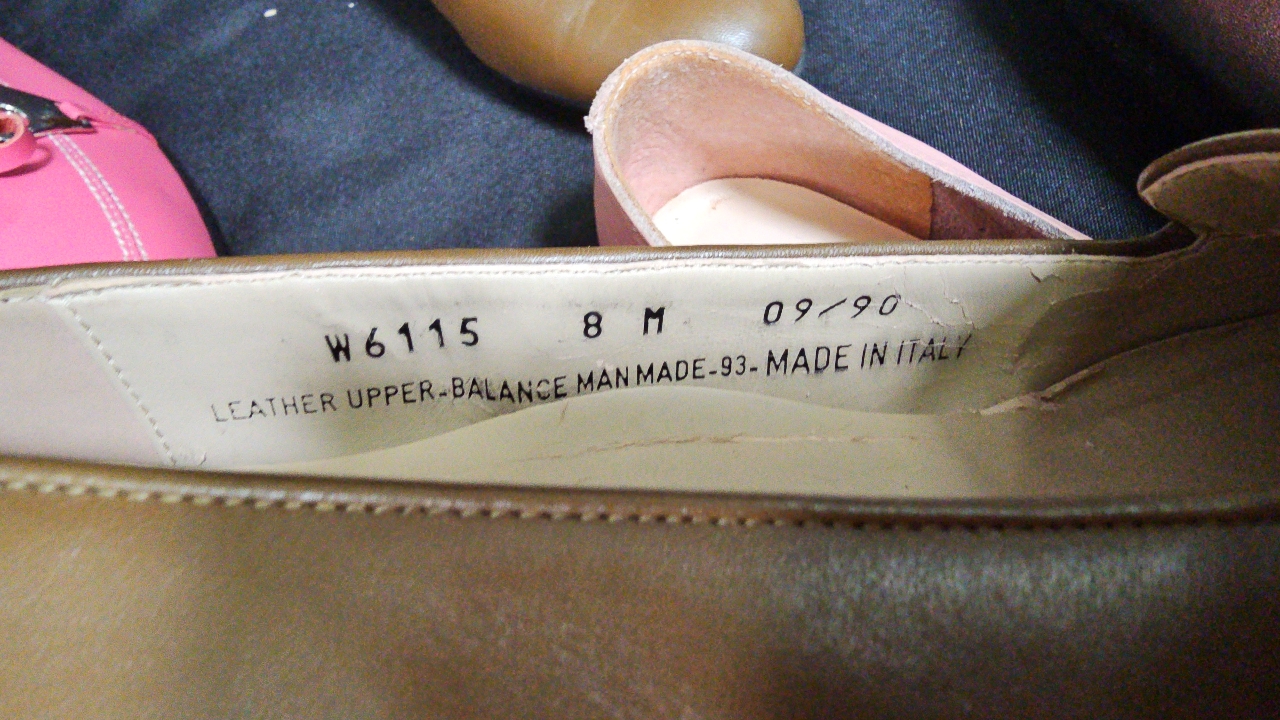 W6115 8 M 09/90
LEATHER UPPER-BALANCE MAN MADE-93-MADE IN ITALY